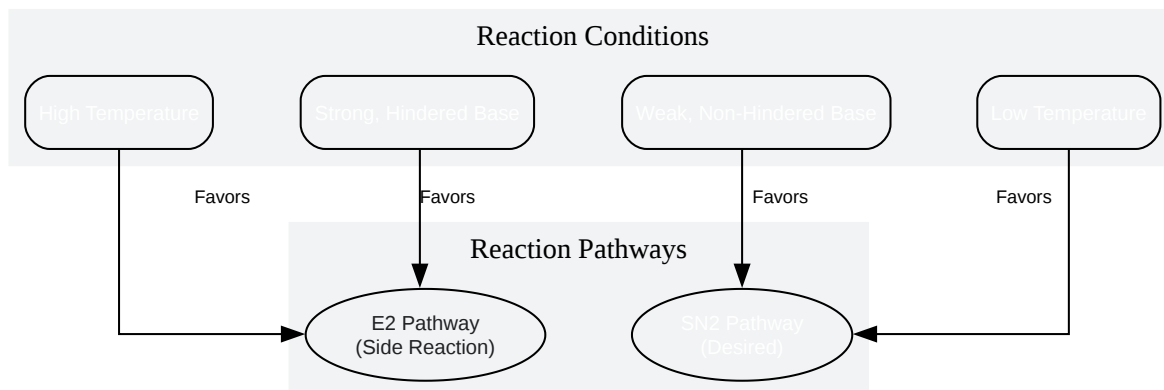 Reaction Conditions
High Temperature
Strong, Hindered Base
Weak, Non-Hindered Base
Low Temperature
Favors
Favors
Favors
Favors
Reaction Pathways
E2 Pathway
(Side Reaction)
SN2 Pathway
(Desired)